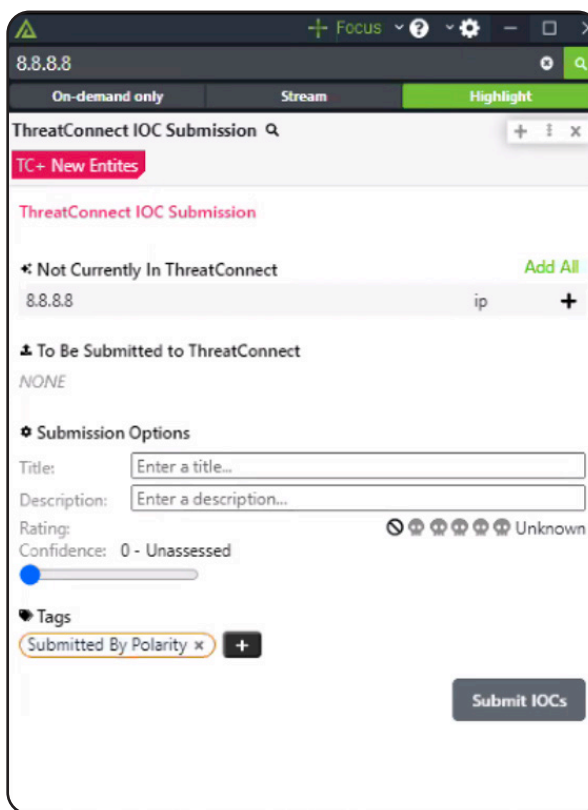 Focus
8.8.8.8
On-demand only Stream Highlight
ThreatConnect IOC Submission
TC+ New Entites
ThreatConnect IOC Submission
Not Currently In ThreatConnect Add All
8.8.8.8 ip
To Be Submitted to ThreatConnect
NONE
Submission Options
Title: Enter a title...
Description: Enter a description...
Rating: Unknown
Confidence: 0 - Unassessed
Tags
Submitted By Polarity ×
Submit IOCs